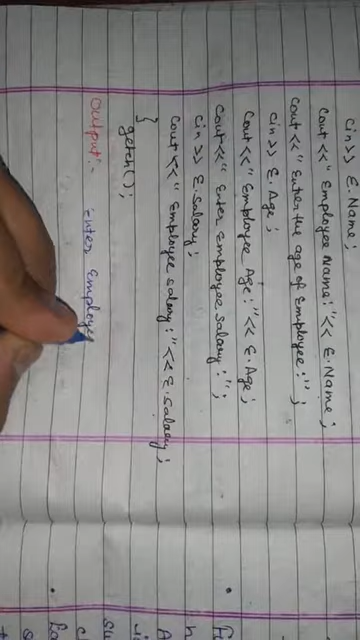 cin >> E.Name;
cout << "Employee Name:" << E.Name;
cout << "Enter the age of Employee:";
cin >> E.Age;
cout << "Employee Age:" << E.Age;
cout << "Enter Employee Salary:";
cin >> E.Salary;
cout << "Employee Salary:" << E.Salary;
}
getch();
Output:- Enter Employe